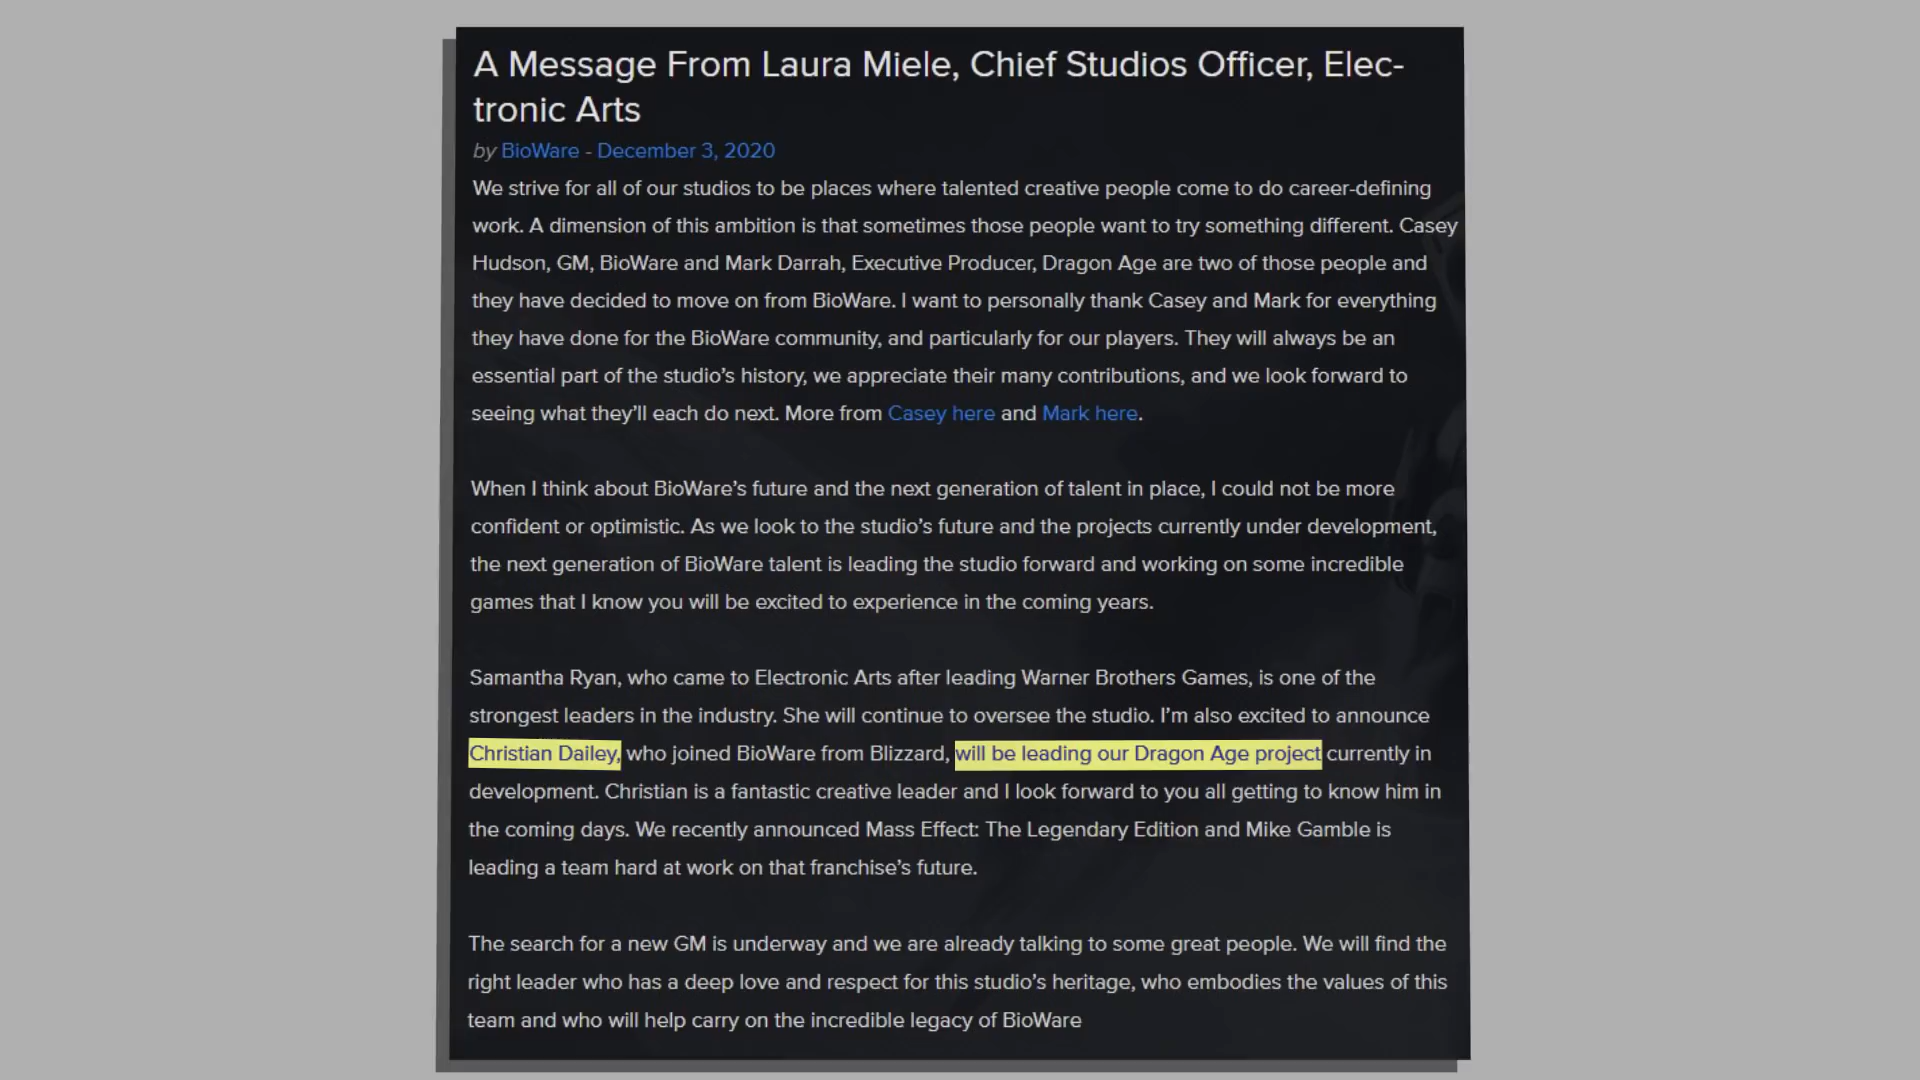 A Message From Laura Miele, Chief Studios Officer, Elec-
tronic Arts
by BioWare - December 3, 2020
We strive for all of our studios to be places where talented creative people come to do career-defining
work. A dimension of this ambition is that sometimes those people want to try something different. Casey
Hudson, GM, BioWare and Mark Darrah, Executive Producer, Dragon Age are two of those people and
they have decided to move on from BioWare. I want to personally thank Casey and Mark for everything
they have done for the BioWare community, and particularly for our players. They will always be an
essential part of the studio’s history, we appreciate their many contributions, and we look forward to
seeing what they’ll each do next. More from Casey here and Mark here.
When I think about BioWare’s future and the next generation of talent in place, I could not be more
confident or optimistic. As we look to the studio’s future and the projects currently under development,
the next generation of BioWare talent is leading the studio forward and working on some incredible
games that I know you will be excited to experience in the coming years.
Samantha Ryan, who came to Electronic Arts after leading Warner Brothers Games, is one of the
strongest leaders in the industry. She will continue to oversee the studio. I’m also excited to announce
Christian Dailey, who joined BioWare from Blizzard, will be leading our Dragon Age project currently in
development. Christian is a fantastic creative leader and I look forward to you all getting to know him in
the coming days. We recently announced Mass Effect: The Legendary Edition and Mike Gamble is
leading a team hard at work on that franchise’s future.
The search for a new GM is underway and we are already talking to some great people. We will find the
right leader who has a deep love and respect for this studio’s heritage, who embodies the values of this
team and who will help carry on the incredible legacy of BioWare